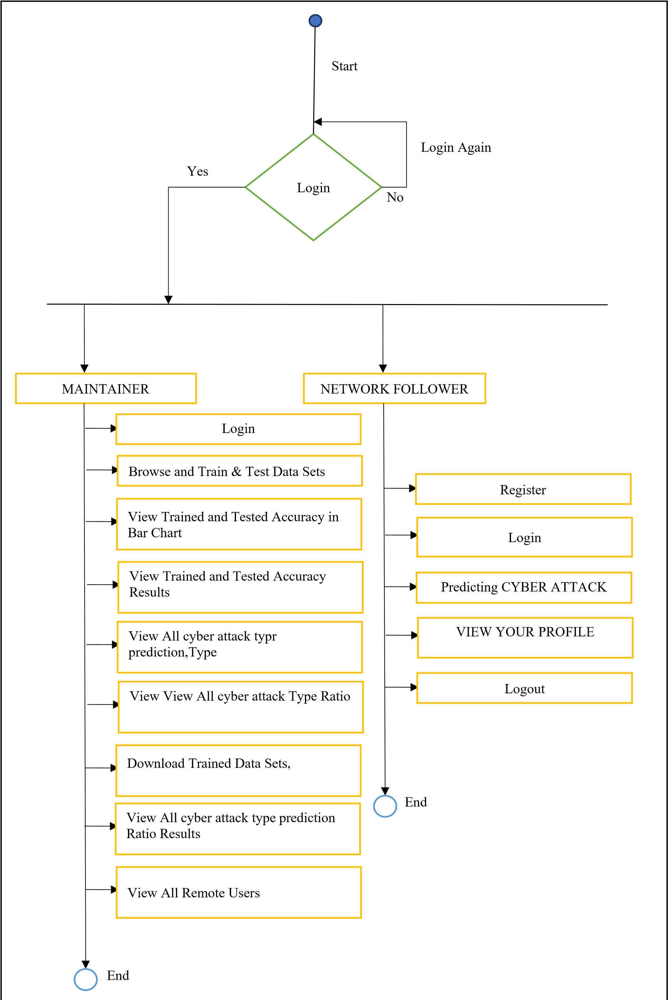 Start
Login Again
Yes
Login
No
MAINTAINER
NETWORK FOLLOWER
Login
Browse and Train & Test Data Sets
View Trained and Tested Accuracy in
Bar Chart
View Trained and Tested Accuracy
Results
View All cyber attack typr
prediction,Type
View View All cyber attack Type Ratio
Download Trained Data Sets,
View All cyber attack type prediction
Ratio Results
View All Remote Users
End
Register
Login
Predicting CYBER ATTACK
VIEW YOUR PROFILE
Logout
End